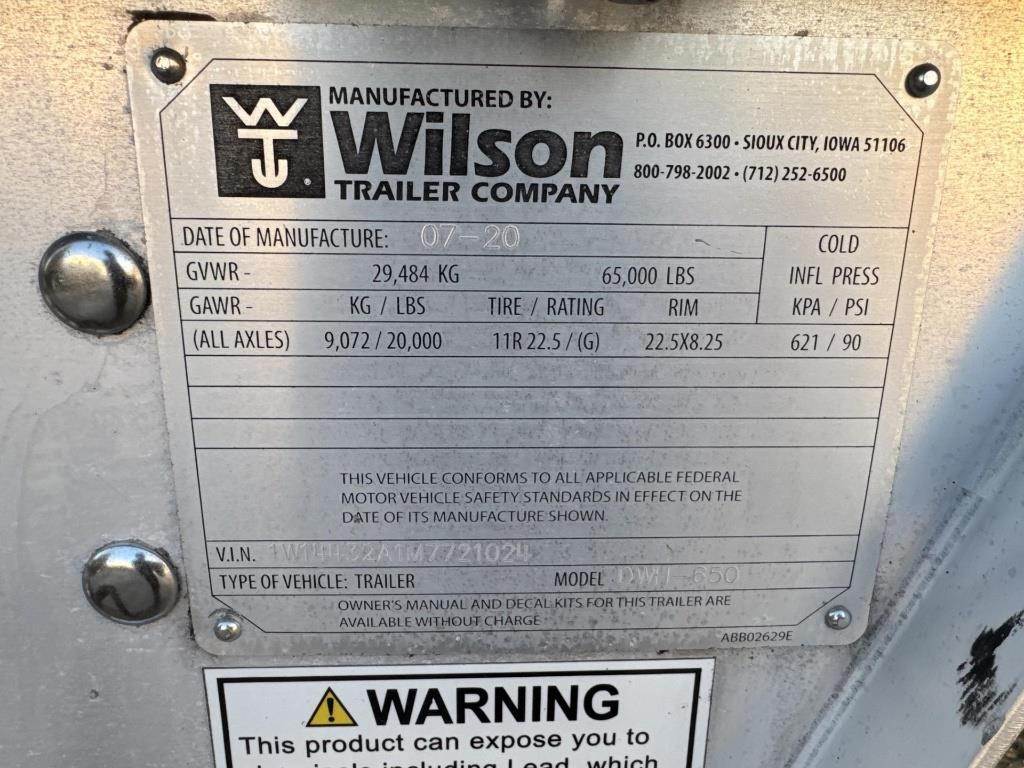 WTC
MANUFACTURED BY:
Wilson
TRAILER COMPANY
P.O. BOX 6300 • SIOUX CITY, IOWA 51106
800-798-2002 • (712) 252-6500
DATE OF MANUFACTURE: 07-20
COLD
GVWR - 29,484 KG 65,000 LBS INFL PRESS
GAWR - KG / LBS TIRE / RATING RIM KPA / PSI
(ALL AXLES) 9,072 / 20,000 11R 22.5 / (G) 22.5X8.25 621 / 90
THIS VEHICLE CONFORMS TO ALL APPLICABLE FEDERAL
MOTOR VEHICLE SAFETY STANDARDS IN EFFECT ON THE
DATE OF ITS MANUFACTURE SHOWN.
V.I.N. 1W14432A1M7721024
TYPE OF VEHICLE: TRAILER MODEL
OWNER'S MANUAL AND DECAL KITS FOR THIS TRAILER ARE
AVAILABLE WITHOUT CHARGE
ABB02629E
WARNING
This product can expose you to
including Lead, which